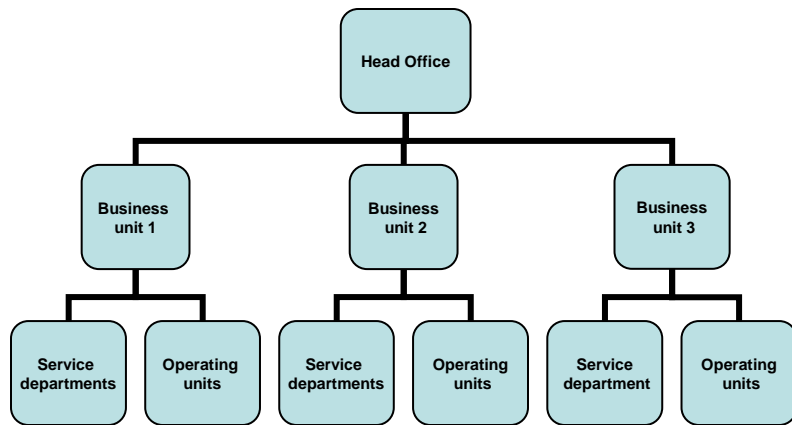 Head Office
Business
unit 1
Business
unit 2
Business
unit 3
Service
departments
Operating
units
Service
departments
Operating
units
Service
department
Operating
units